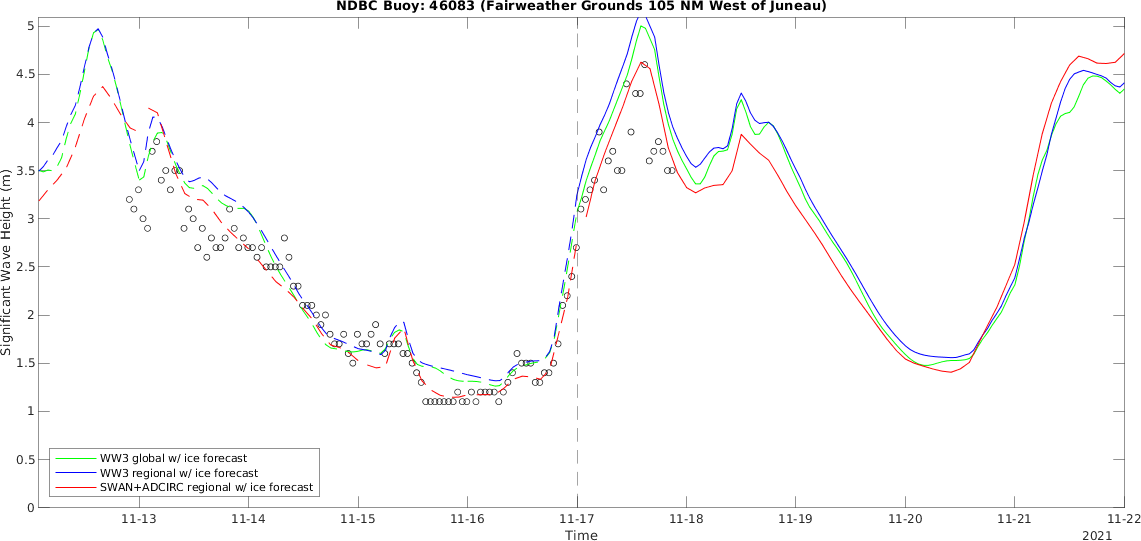 NDBC Buoy: 46083 (Fairweather Grounds 105 NM West of Juneau)
Significant Wave Height (m)
5
4.5
4
3.5
3
2.5
2
1.5
1
0.5
0
WW3 global w/ ice forecast
WW3 regional w/ ice forecast
SWAN+ADCIRC regional w/ ice forecast
11-13 11-14 11-15 11-16 11-17 11-18 11-19 11-20 11-21 11-22
Time
2021